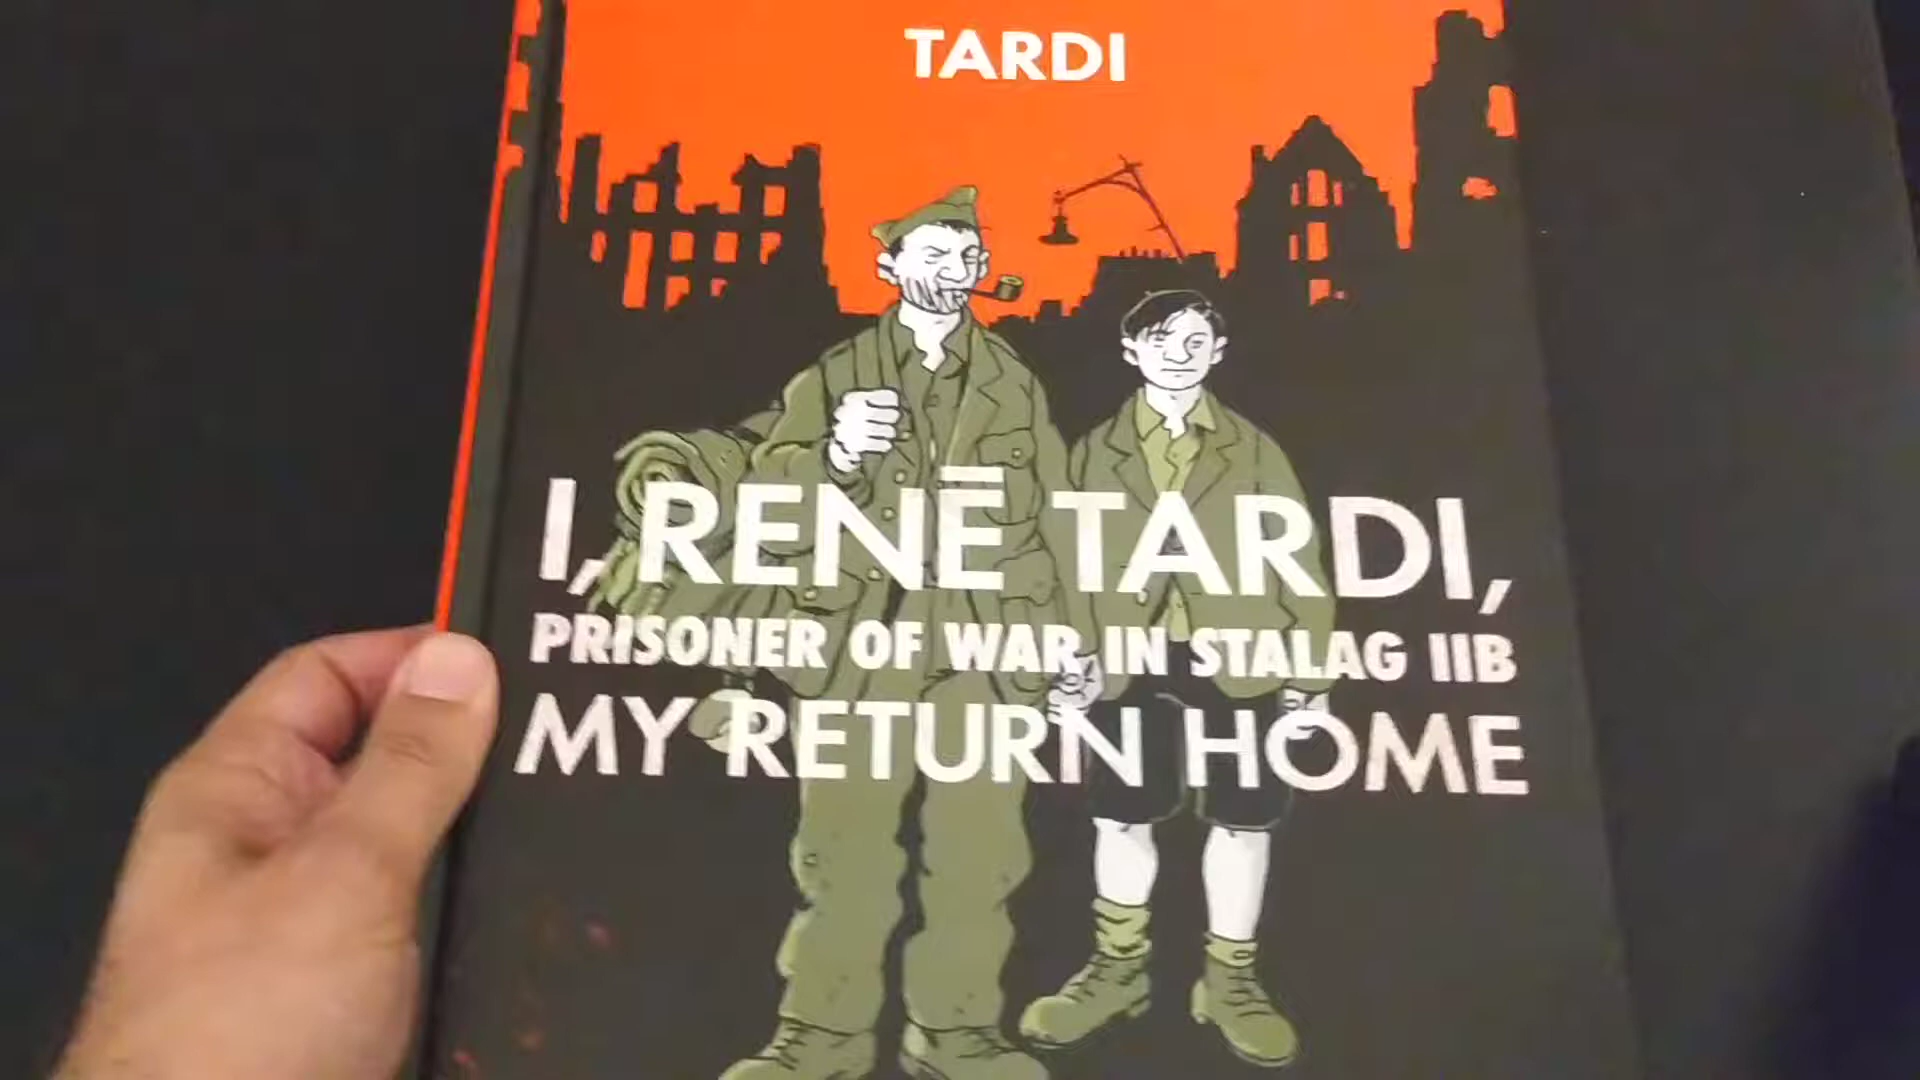 TARDI
I, RENĒ TARDI,
PRISONER OF WAR IN STALAG IIB
MY RETURN HOME